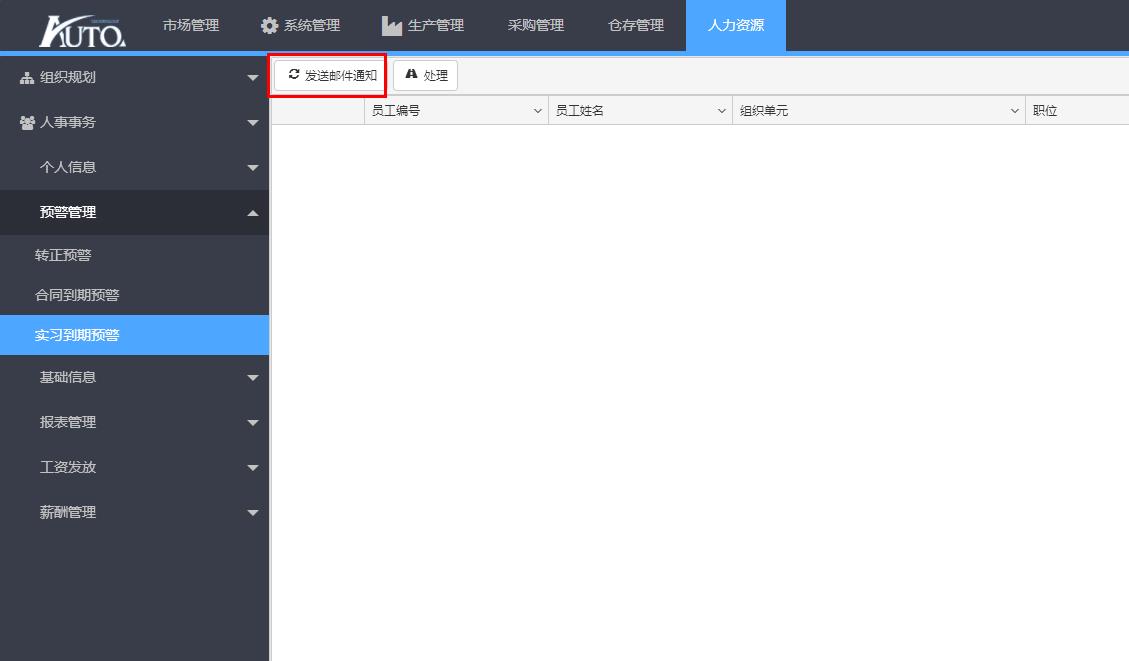 AUTO.
市场管理
系统管理
生产管理
采购管理
仓存管理
人力资源
组织规划
人事事务
个人信息
预警管理
转正预警
合同到期预警
实习到期预警
基础信息
报表管理
工资发放
薪酬管理
发送邮件通知
处理
员工编号
员工姓名
组织单元
职位